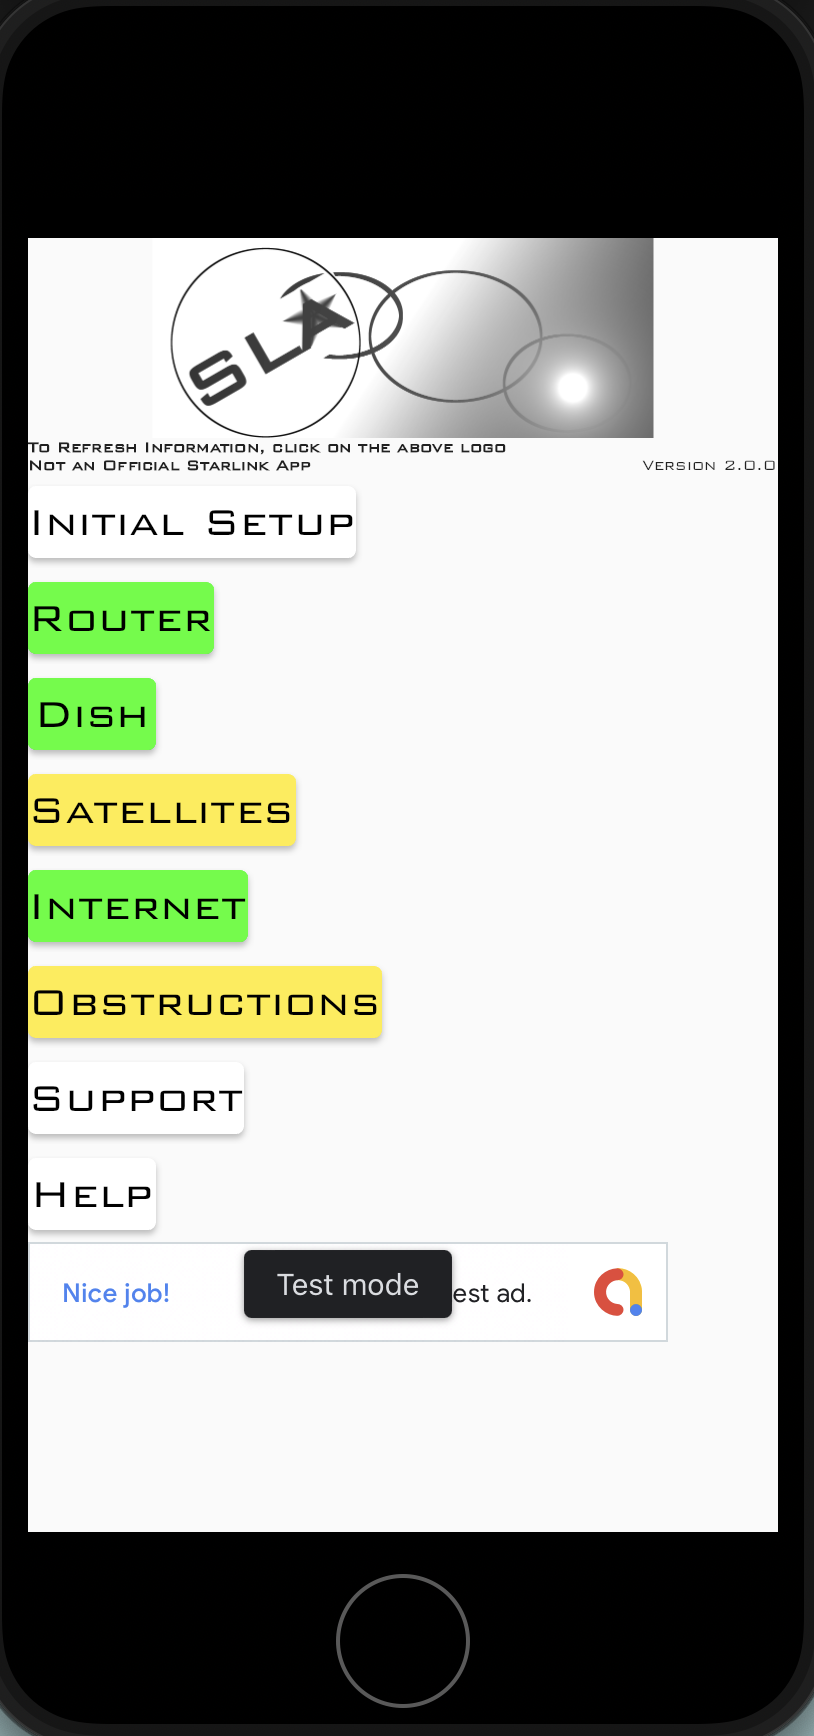 SLA
To Refresh Information, click on the above logo
Not an Official Starlink App
Version 2.0.0
Initial Setup
Router
Dish
Satellites
Internet
Obstructions
Support
Help
Nice job!
Test mode
est ad.